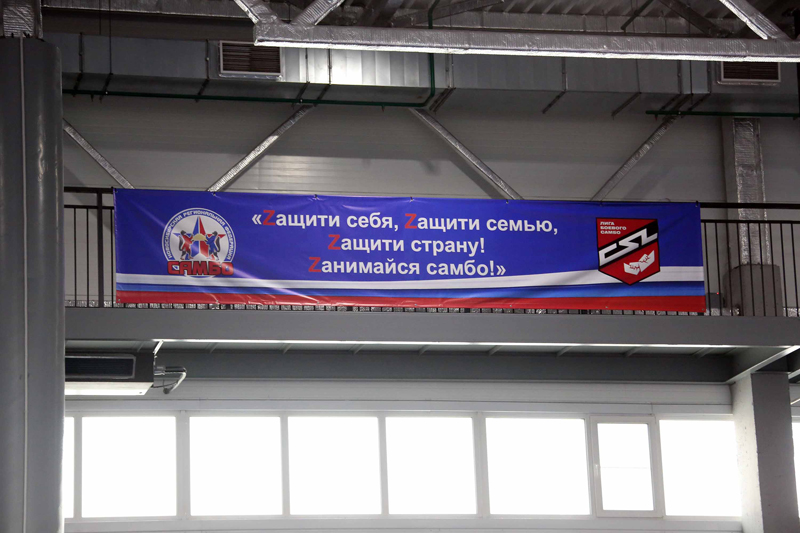 «Zащити себя, Zащити семью,
Zащити страну!
Zанимайся самбо!»
САМБО
ЛИГА
БОЕВОГО
САМБО
CSL